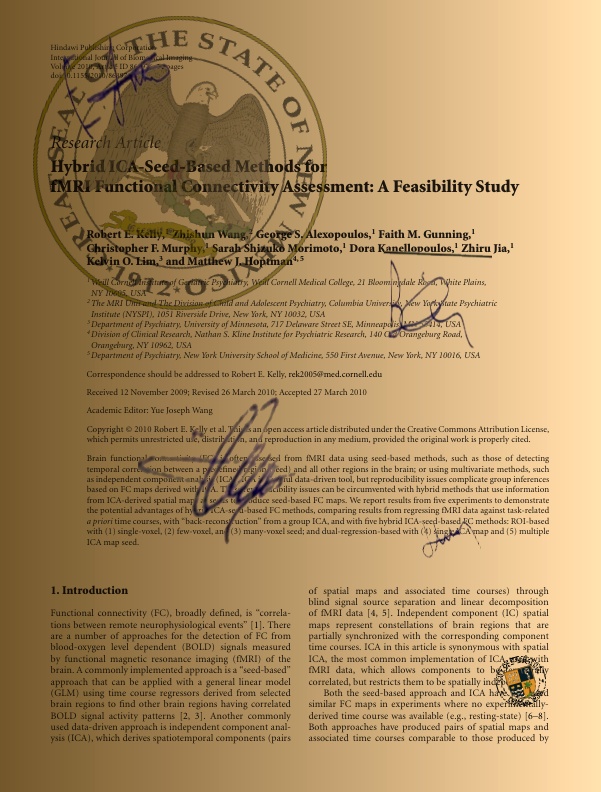 Hindawi Publishing Corporation
International Journal of Biomedical Imaging
Volume 2010, Article ID 86 pages
doi:10.1155/2010/86
Research Article
Hybrid ICA-Seed-Based Methods for
fMRI Functional Connectivity Assessment: A Feasibility Study
Robert E. Kelly,¹ Zhishun Wang,² George S. Alexopoulos,¹ Faith M. Gunning,¹
Christopher F. Murphy,¹ Sarah Shizuko Morimoto,¹ Dora Kanellopoulos,¹ Zhiru Jia,¹
Kelvin O. Lim,³ and Matthew J. Hoptman⁴,⁵
¹ Weill Cornell Institute of Geriatric Psychiatry, Weill Cornell Medical College, 21 Bloomingdale Road, White Plains,
NY 10605, USA
² The MRI Unit and The Division of Child and Adolescent Psychiatry, Columbia University, New York State Psychiatric
Institute (NYSPI), 1051 Riverside Drive, New York, NY 10032, USA
³ Department of Psychiatry, University of Minnesota, 717 Delaware Street SE, Minneapolis, MN 55414, USA
⁴ Division of Clinical Research, Nathan S. Kline Institute for Psychiatric Research, 140 Old Orangeburg Road,
Orangeburg, NY 10962, USA
⁵ Department of Psychiatry, New York University School of Medicine, 550 First Avenue, New York, NY 10016, USA
Correspondence should be addressed to Robert E. Kelly, rek2005@med.cornell.edu
Received 12 November 2009; Revised 26 March 2010; Accepted 27 March 2010
Academic Editor: Yue Joseph Wang
Copyright © 2010 Robert E. Kelly et al. This is an open access article distributed under the Creative Commons Attribution License,
which permits unrestricted use, distribution, and reproduction in any medium, provided the original work is properly cited.
Brain functional connectivity (FC) is often assessed from fMRI data using seed-based methods, such as those of detecting
temporal correlation between a predefined region (seed) and all other regions in the brain; or using multivariate methods, such
as independent component analysis (ICA). ICA is a useful data-driven tool, but reproducibility issues complicate group inferences
based on FC maps derived with ICA. These reproducibility issues can be circumvented with hybrid methods that use information
from ICA-derived spatial maps as seeds to produce seed-based FC maps. We report results from five experiments to demonstrate
the potential advantages of hybrid ICA-seed-based FC methods, comparing results from regressing fMRI data against task-related
a priori time courses, with "back-reconstruction" from a group ICA, and with five hybrid ICA-seed-based FC methods: ROI-based
with (1) single-voxel, (2) few-voxel, and (3) many-voxel seed; and dual-regression-based with (4) single ICA map and (5) multiple
ICA map seed.
1. Introduction
Functional connectivity (FC), broadly defined, is "correla-
tions between remote neurophysiological events" [1]. There
are a number of approaches for the detection of FC from
blood-oxygen level dependent (BOLD) signals measured
by functional magnetic resonance imaging (fMRI) of the
brain. A commonly implemented approach is a "seed-based"
approach that can be applied with a general linear model
(GLM) using time course regressors derived from selected
brain regions to find other brain regions having correlated
BOLD signal activity patterns [2, 3]. Another commonly
used data-driven approach is independent component anal-
ysis (ICA), which derives spatiotemporal components (pairs
of spatial maps and associated time courses) through
blind signal source separation and linear decomposition
of fMRI data [4, 5]. Independent component (IC) spatial
maps represent constellations of brain regions that are
partially synchronized with the corresponding component
time courses. ICA in this article is synonymous with spatial
ICA, the most common implementation of ICA with
fMRI data, which allows components to be
correlated, but restricts them to be spatially
Both the seed-based approach and ICA have
similar FC maps in experiments where no experimentally-
derived time course was available (e.g., resting-state) [6–8].
Both approaches have produced pairs of spatial maps and
associated time courses comparable to those produced by
GREAT SEAL OF THE STATE OF NEW MEXICO
1912